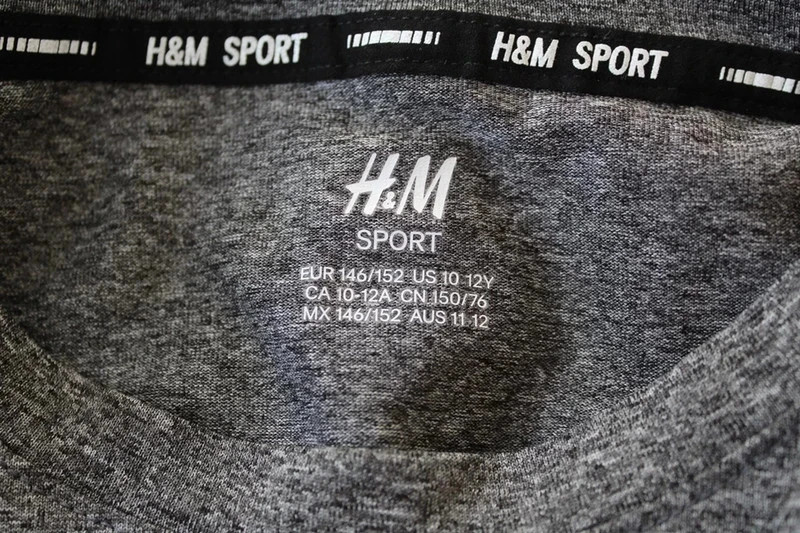 H&M SPORT H&M SPORT
H&M
SPORT
EUR 146/152 US 10-12Y
CA 10-12A CN 150/76
MX 146/152 AUS 11-12